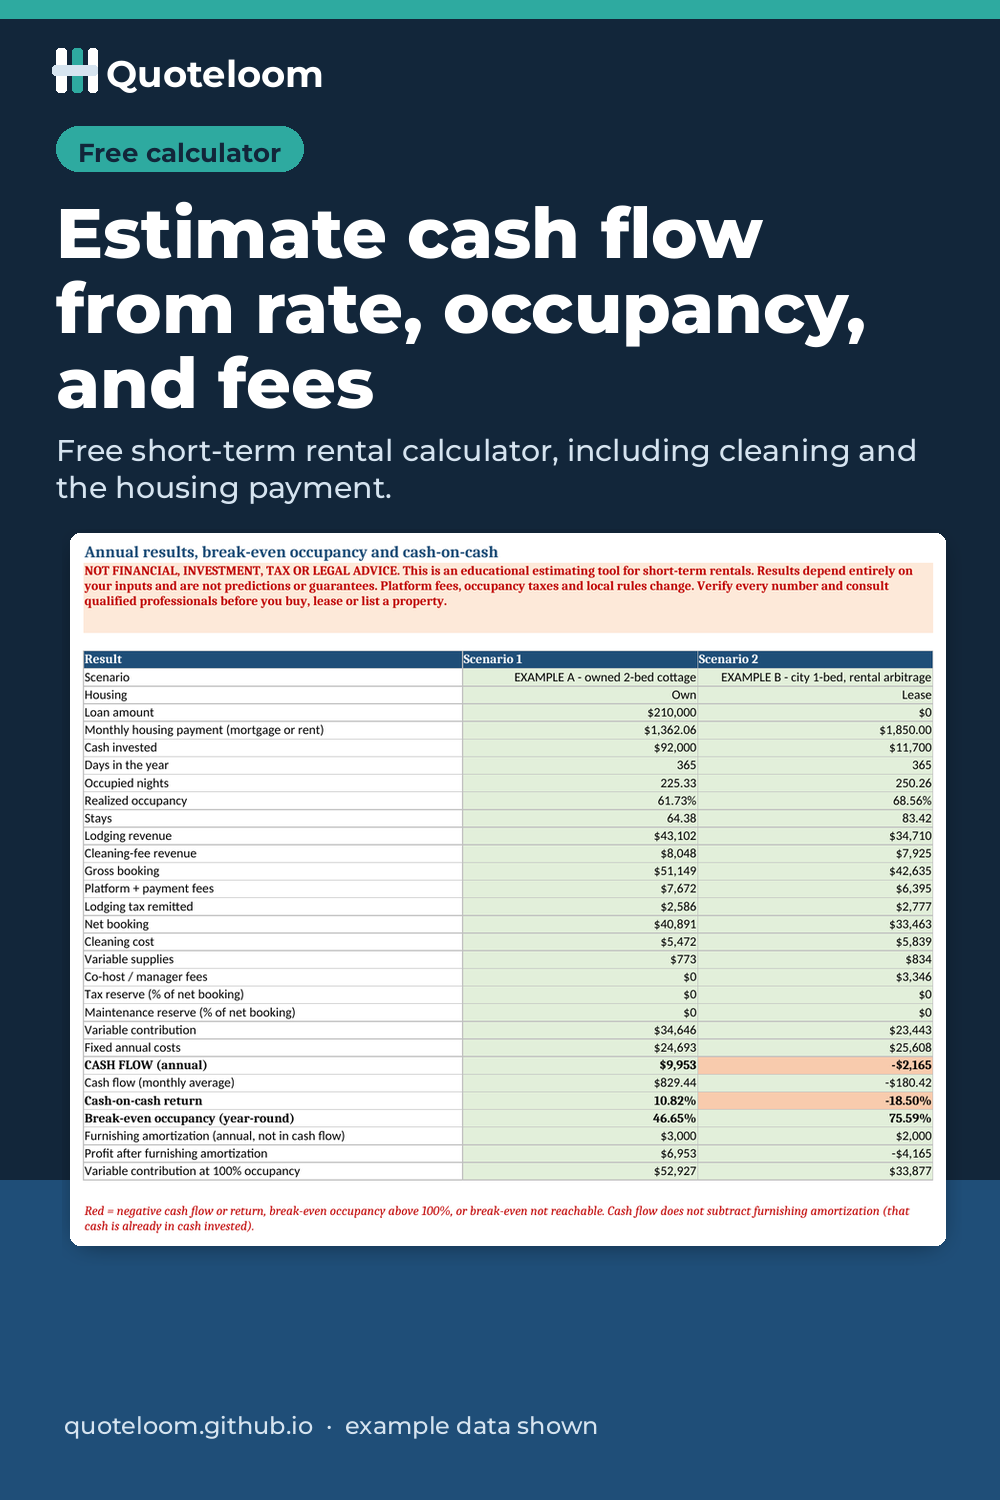 Quoteloom
Free calculator
Estimate cash flow
from rate, occupancy,
and fees
Free short-term rental calculator, including cleaning and
the housing payment.
Annual results, break-even occupancy and cash-on-cash
NOT FINANCIAL, INVESTMENT, TAX OR LEGAL ADVICE. This is an educational estimating tool for short-term rentals. Results depend entirely on
your inputs and are not predictions or guarantees. Platform fees, occupancy taxes and local rules change. Verify every number and consult
qualified professionals before you buy, lease or list a property.
Result Scenario 1 Scenario 2
Scenario EXAMPLE A - owned 2-bed cottage EXAMPLE B - city 1-bed, rental arbitrage
Housing Own Lease
Loan amount $210,000 $0
Monthly housing payment (mortgage or rent) $1,362.06 $1,850.00
Cash invested $92,000 $11,700
Days in the year 365 365
Occupied nights 225.33 250.26
Realized occupancy 61.73% 68.56%
Stays 64.38 83.42
Lodging revenue $43,102 $34,710
Cleaning-fee revenue $8,048 $7,925
Gross booking $51,149 $42,635
Platform + payment fees $7,672 $6,395
Lodging tax remitted $2,586 $2,777
Net booking $40,891 $33,463
Cleaning cost $5,472 $5,839
Variable supplies $773 $834
Co-host / manager fees $0 $3,346
Tax reserve (% of net booking) $0 $0
Maintenance reserve (% of net booking) $0 $0
Variable contribution $34,646 $23,443
Fixed annual costs $24,693 $25,608
CASH FLOW (annual) $9,953 -$2,165
Cash flow (monthly average) $829.44 -$180.42
Cash-on-cash return 10.82% -18.50%
Break-even occupancy (year-round) 46.65% 75.59%
Furnishing amortization (annual, not in cash flow) $3,000 $2,000
Profit after furnishing amortization $6,953 -$4,165
Variable contribution at 100% occupancy $52,927 $33,877
Red = negative cash flow or return, break-even occupancy above 100%, or break-even not reachable. Cash flow does not subtract furnishing amortization (that
cash is already in cash invested).
quoteloom.github.io · example data shown